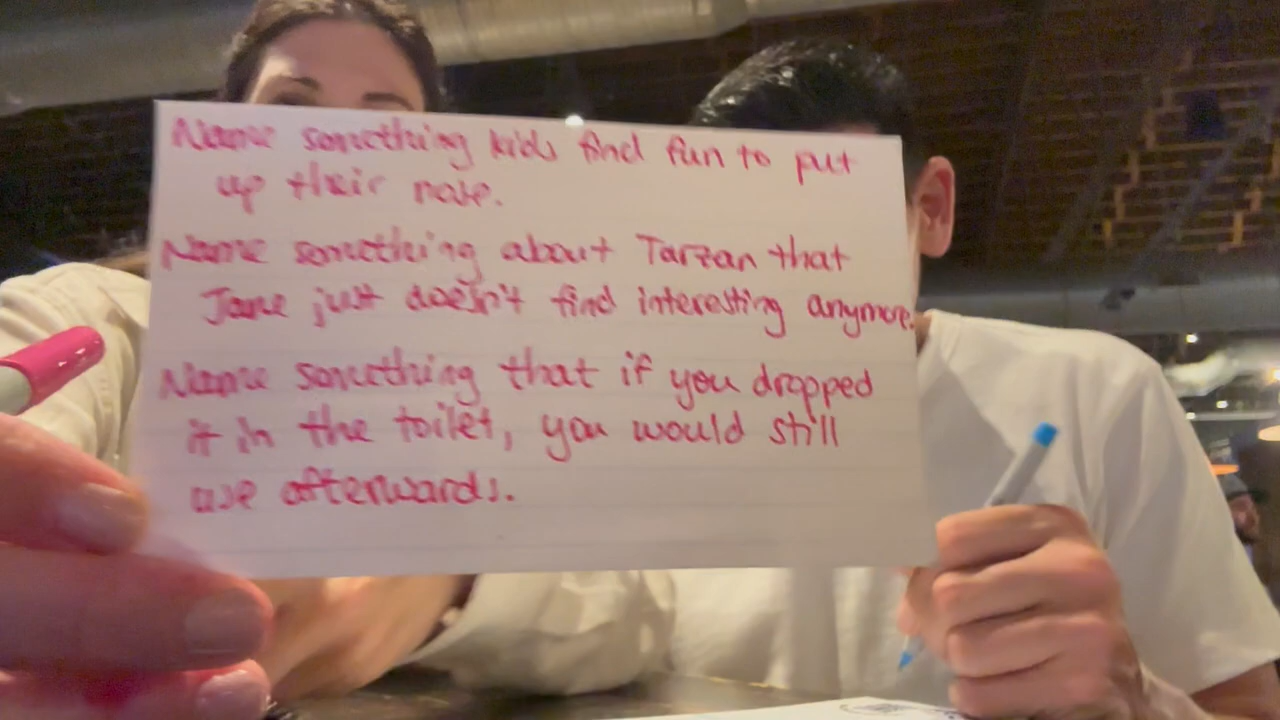 Name something kids find fun to put
up their nose.
Name something about Tarzan that
Jane just doesn't find interesting anymore.
Name something that if you dropped
it in the toilet, you would still
use afterwards.